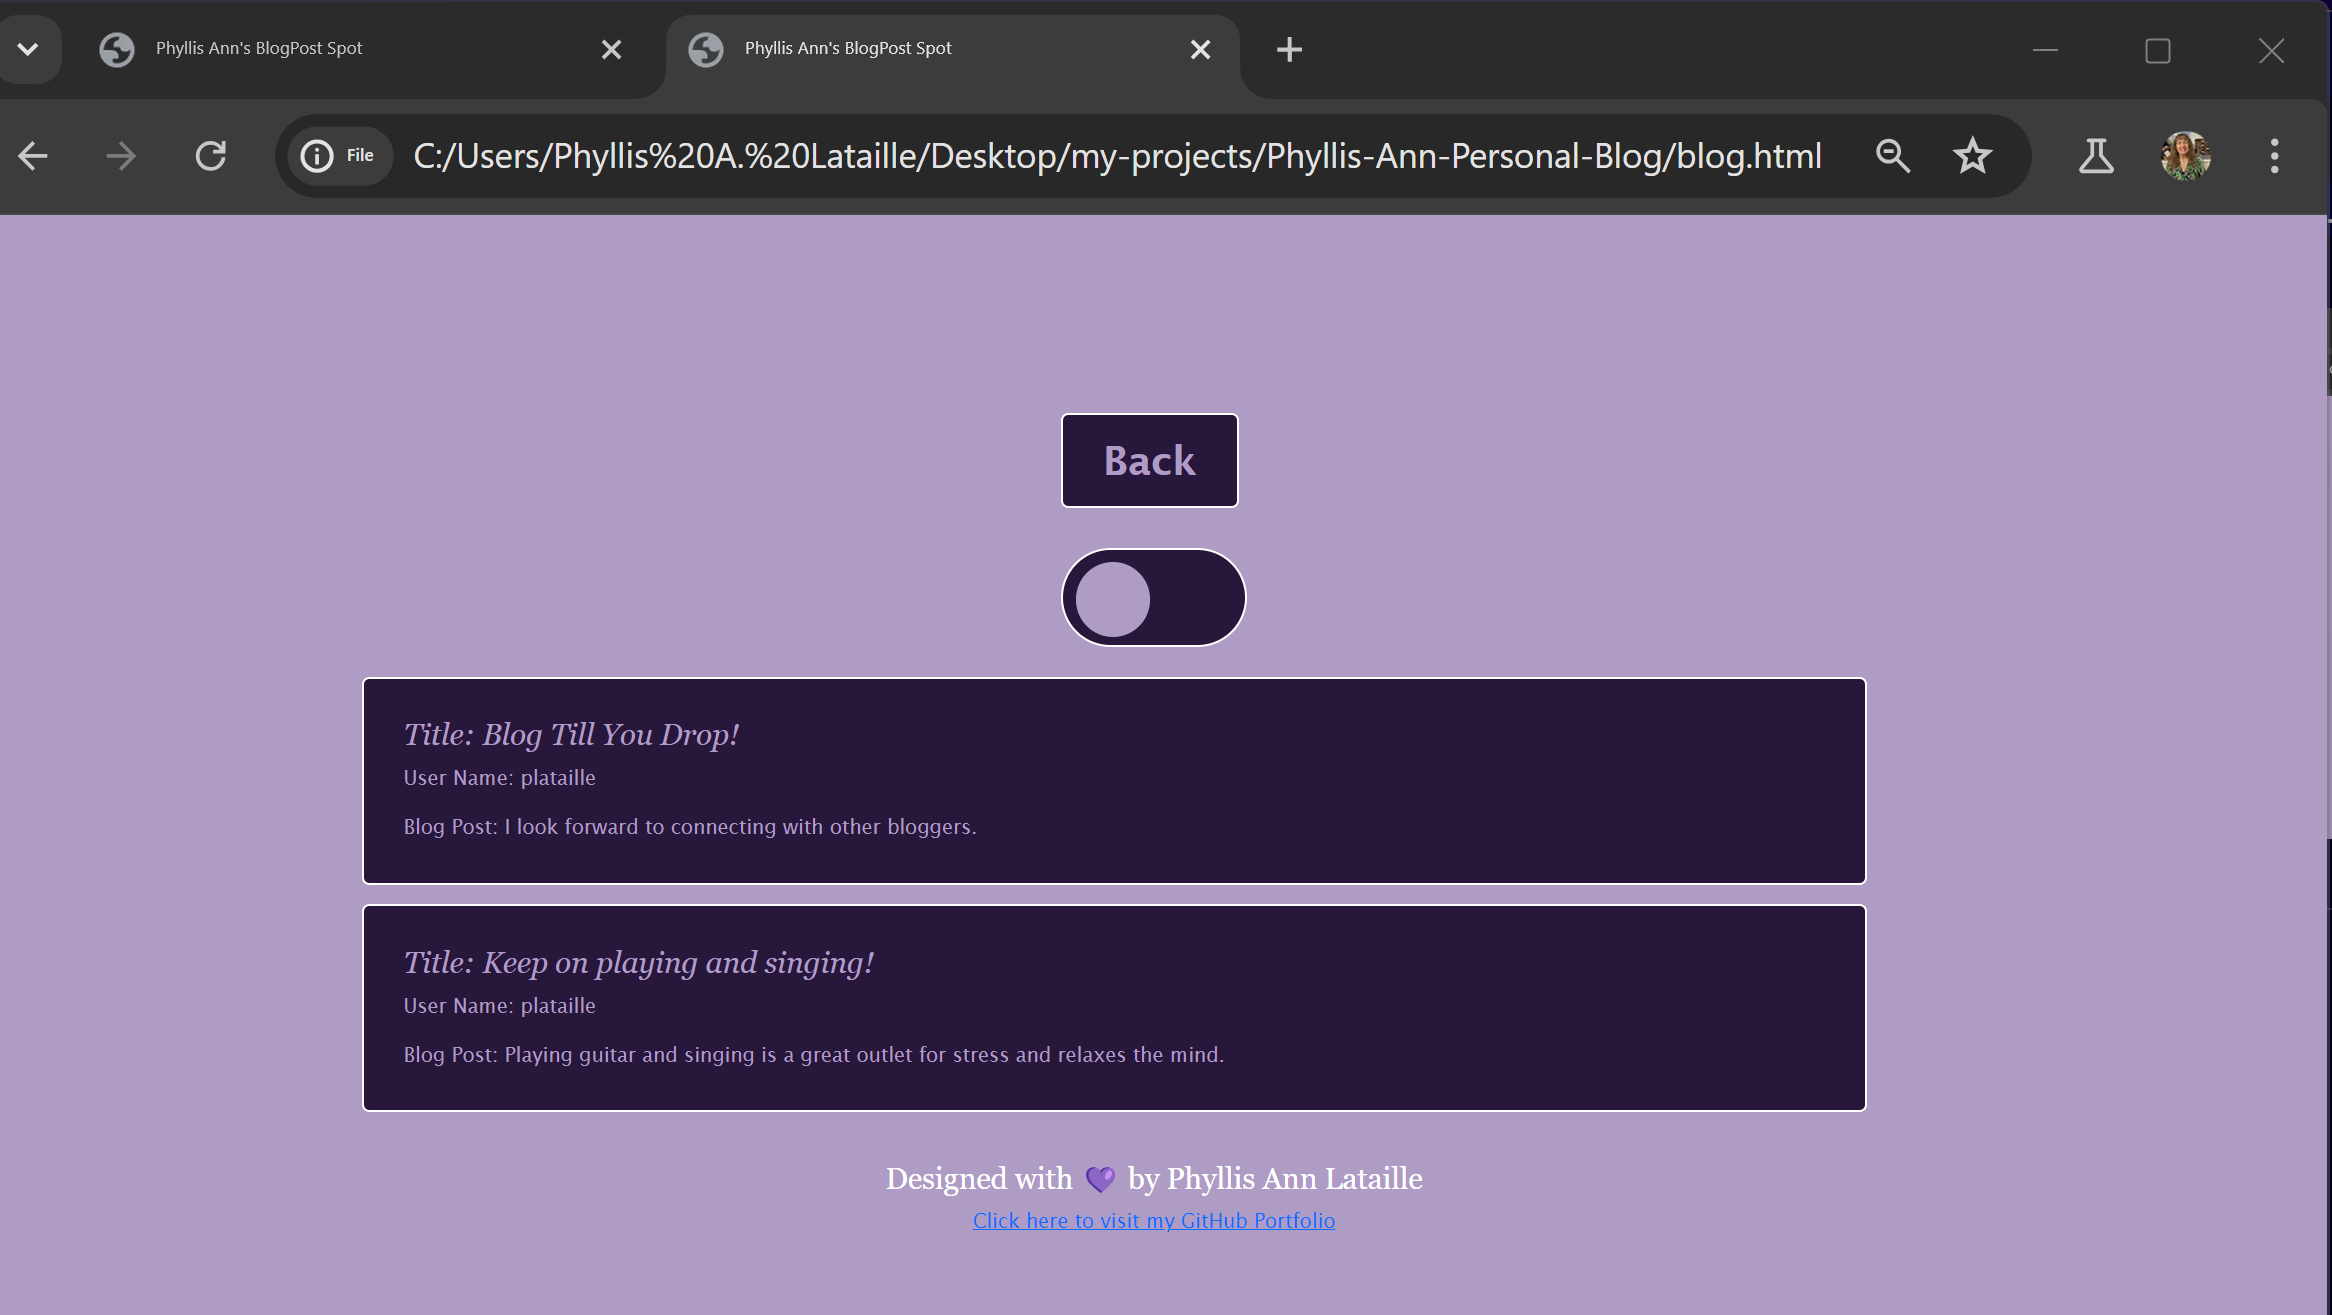 Phyllis Ann's BlogPost Spot
Phyllis Ann's BlogPost Spot
File C:/Users/Phyllis%20A.%20Lataille/Desktop/my-projects/Phyllis-Ann-Personal-Blog/blog.html
Back
Title: Blog Till You Drop!
User Name: plataille
Blog Post: I look forward to connecting with other bloggers.
Title: Keep on playing and singing!
User Name: plataille
Blog Post: Playing guitar and singing is a great outlet for stress and relaxes the mind.
Designed with 💜 by Phyllis Ann Lataille
Click here to visit my GitHub Portfolio